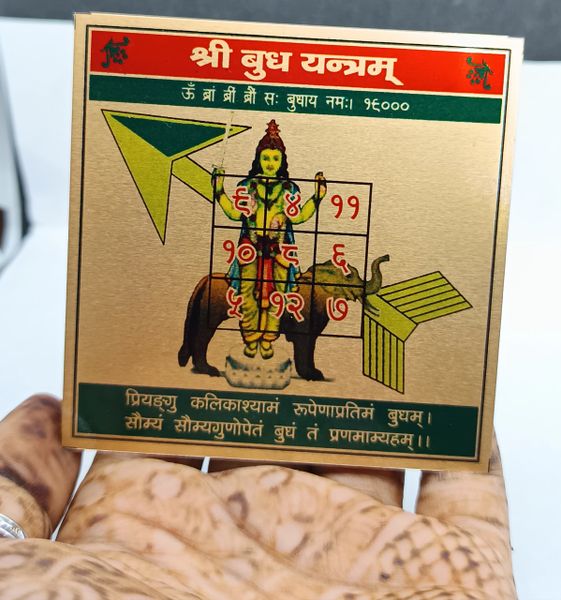 श्री बुध यन्त्रम्
ॐ ब्रां ब्रीं ब्रौं सः बुधाय नमः। १९०००
९ ४ ११
१० ८ ६
५ १२ ७
प्रियङ्गु कलिकाश्यामं रूपेणाप्रतिमं बुधम्।
सौम्यं सौम्यगुणोपेतं बुधं तं प्रणमाम्यहम्।।